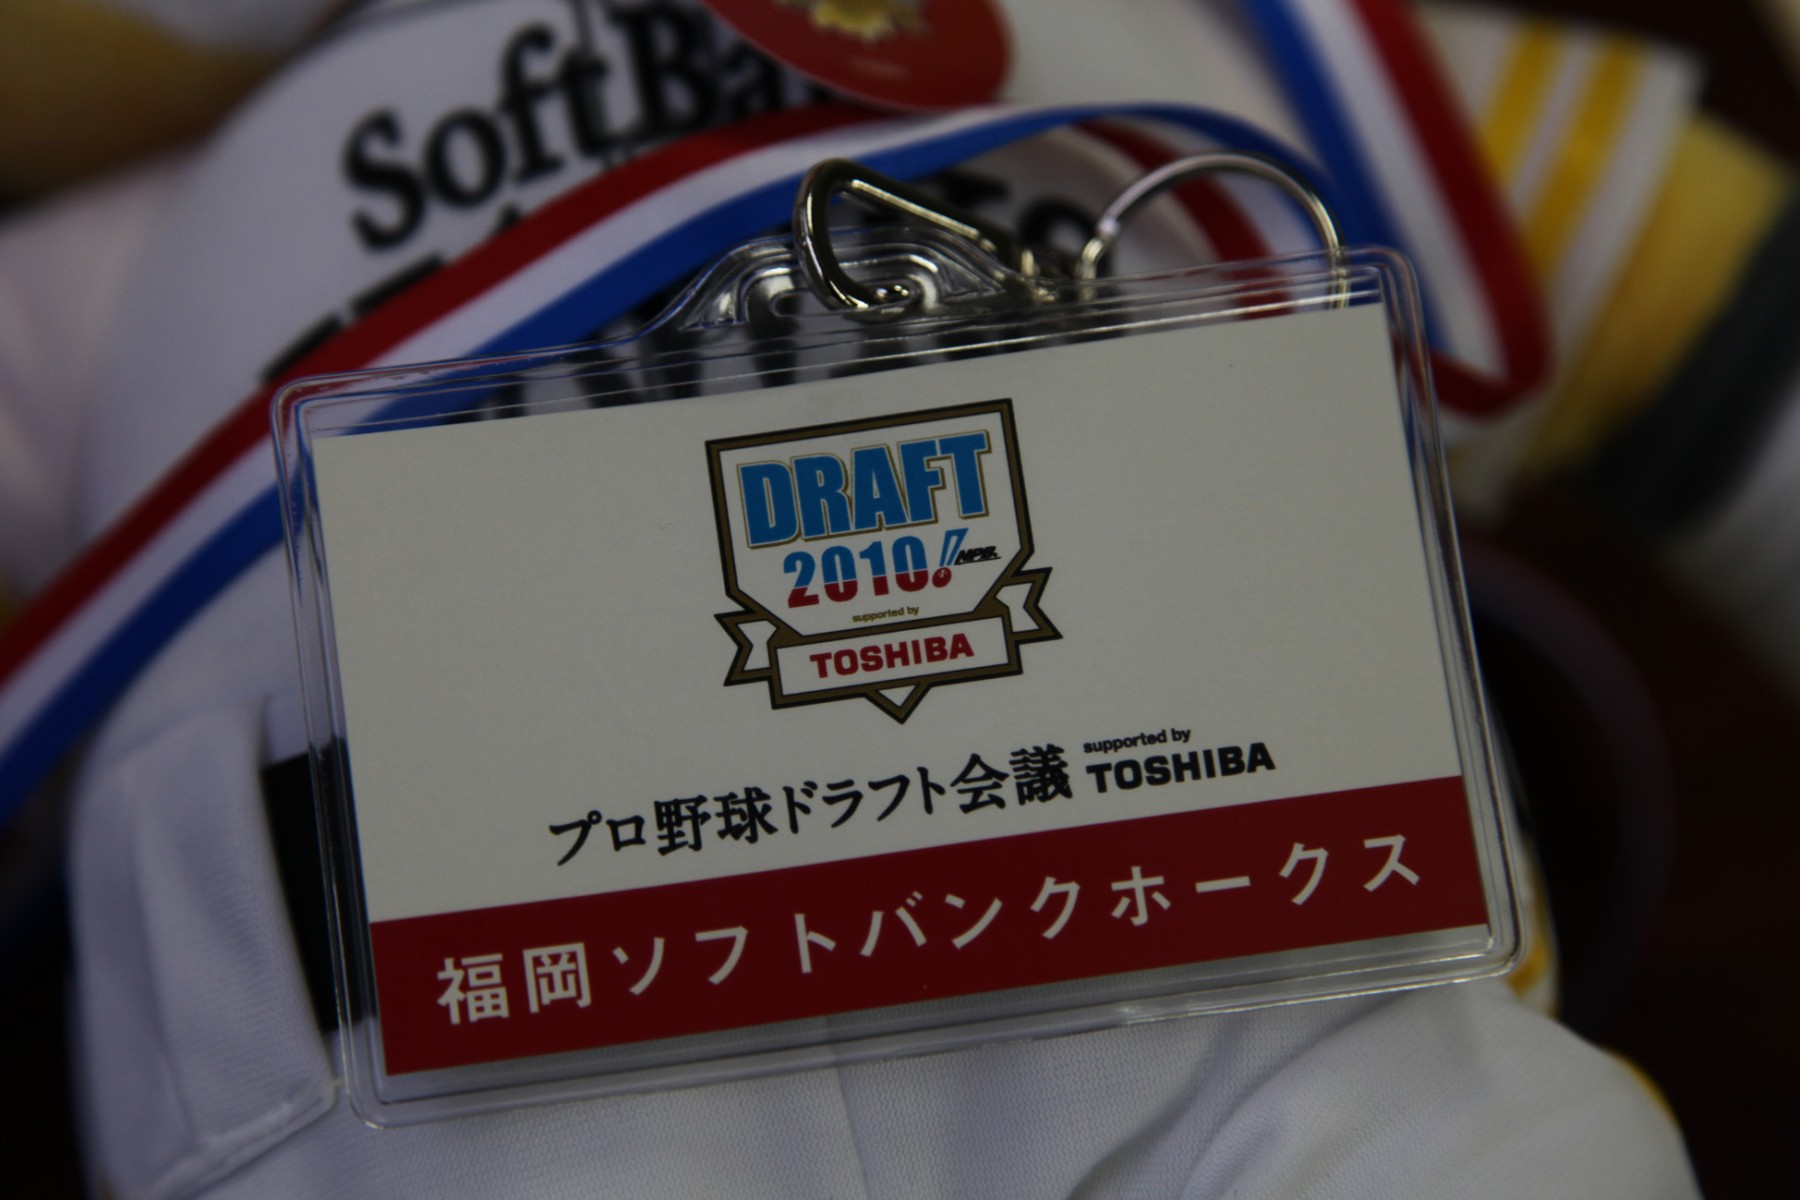 SoftBa
DRAFT
2010!
NPB
supported by
TOSHIBA
プロ野球ドラフト会議 supported by TOSHIBA
福岡ソフトバンクホークス